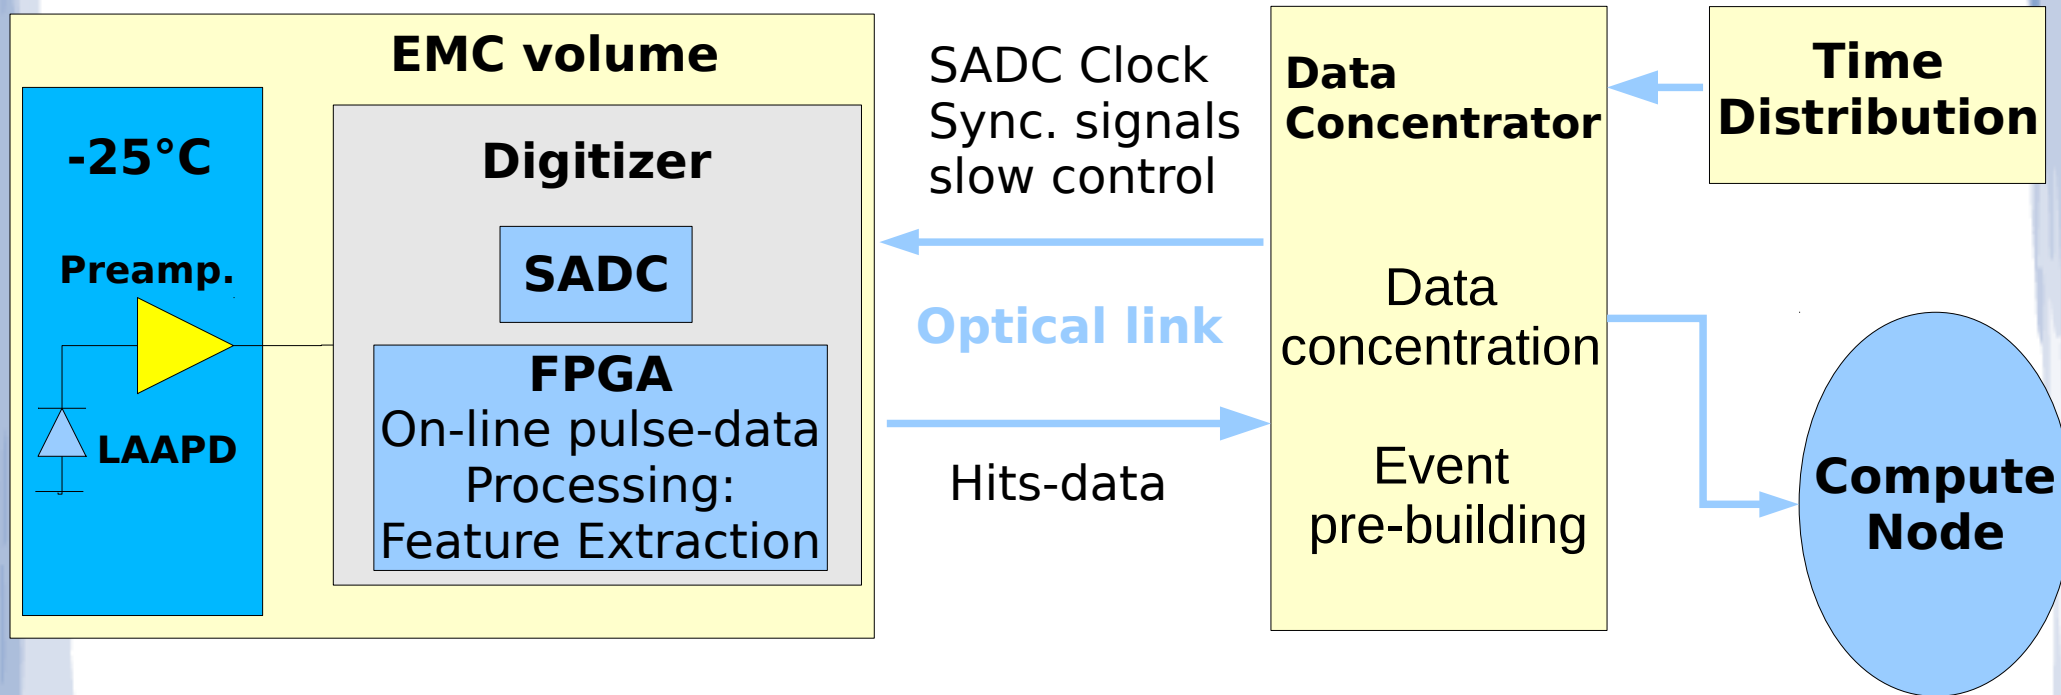 EMC volume
-25°C
Preamp.
LAAPD
Digitizer
SADC
FPGA
On-line pulse-data
Processing:
Feature Extraction
SADC Clock
Sync. signals
slow control
Optical link
Hits-data
Data
Concentrator
Data
concentration
Event
pre-building
Time
Distribution
Compute
Node